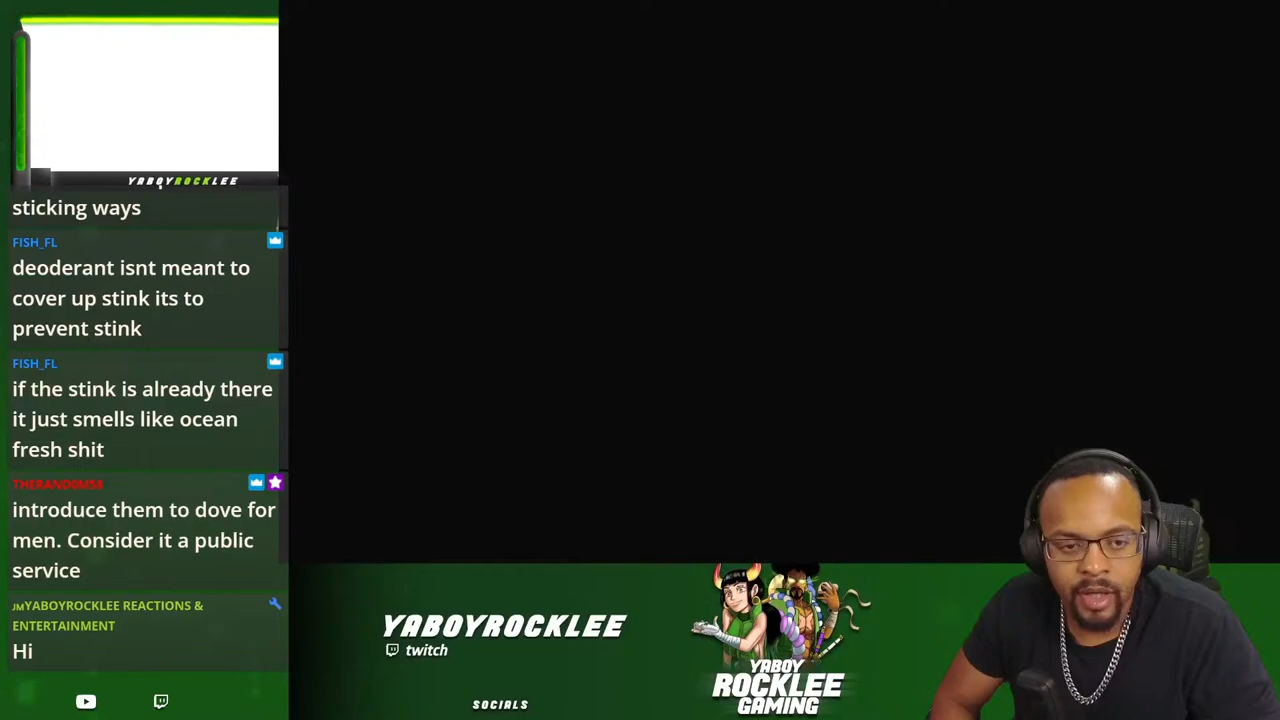 YABOYROCKLEE
sticking ways
FISH_FL
deoderant isnt meant to
cover up stink its to
prevent stink
FISH_FL
if the stink is already there
it just smells like ocean
fresh shit
THERAND0M58
introduce them to dove for
men. Consider it a public
service
JMYABOYROCKLEE REACTIONS &
ENTERTAINMENT
Hi
YABOYROCKLEE
twitch
SOCIALS
YABOY
ROCKLEE
GAMING